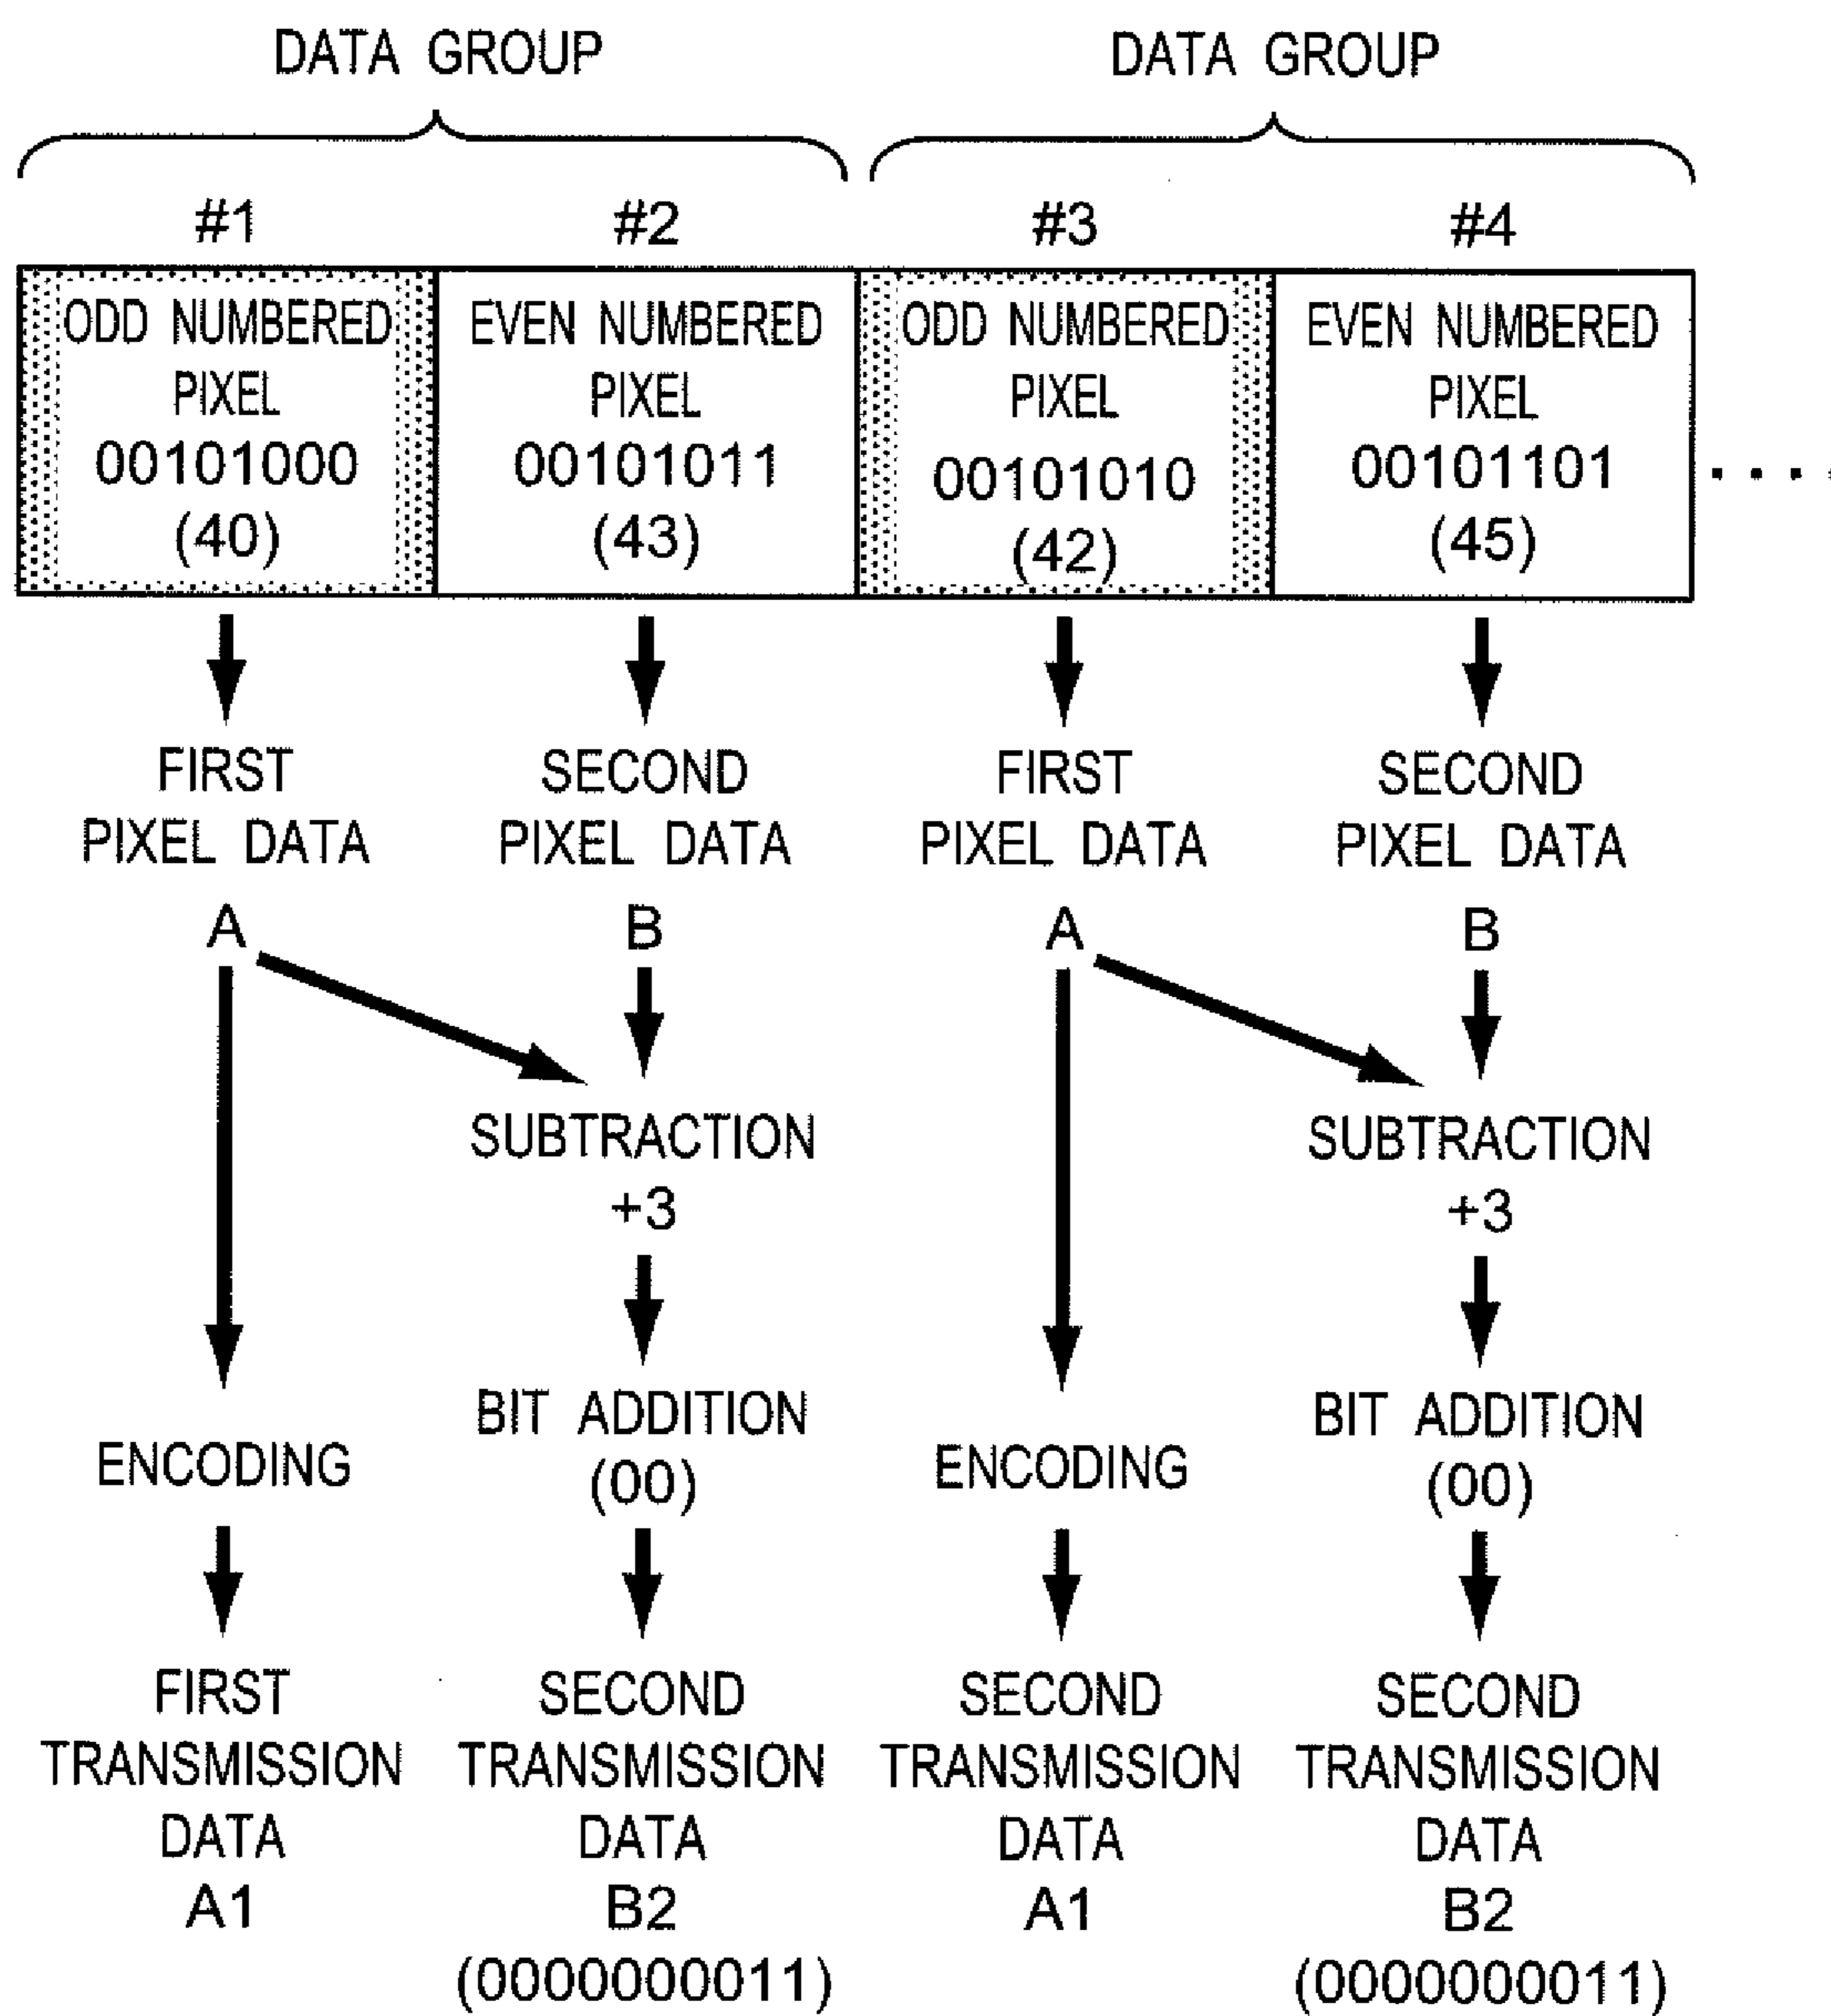 DATA GROUP DATA GROUP
#1 #2 #3 #4
ODD NUMBERED PIXEL 00101000 (40)
EVEN NUMBERED PIXEL 00101011 (43)
ODD NUMBERED PIXEL 00101010 (42)
EVEN NUMBERED PIXEL 00101101 (45)
. . . .
FIRST PIXEL DATA
SECOND PIXEL DATA
FIRST PIXEL DATA
SECOND PIXEL DATA
A B A B
SUBTRACTION +3
SUBTRACTION +3
ENCODING
BIT ADDITION (00)
ENCODING
BIT ADDITION (00)
FIRST TRANSMISSION DATA A1
SECOND TRANSMISSION DATA B2 (0000000011)
SECOND TRANSMISSION DATA A1
SECOND TRANSMISSION DATA B2 (0000000011)